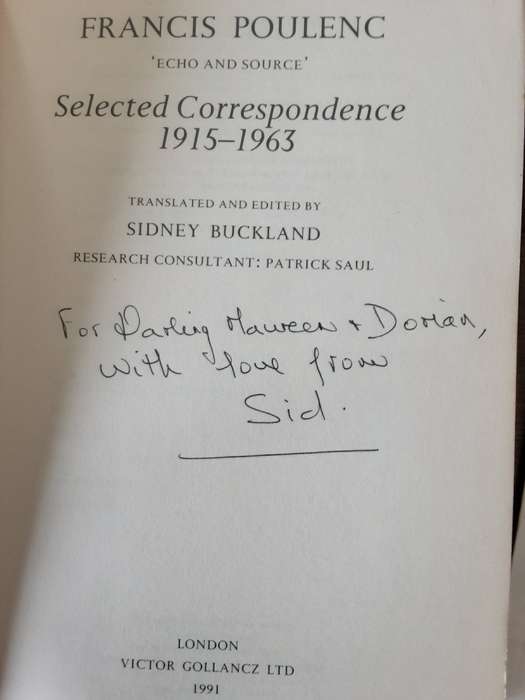 FRANCIS POULENC
'ECHO AND SOURCE'
Selected Correspondence
1915–1963
TRANSLATED AND EDITED BY
SIDNEY BUCKLAND
RESEARCH CONSULTANT: PATRICK SAUL
For Darling Maureen + Dorian,
with love from
Sid.
LONDON
VICTOR GOLLANCZ LTD
1991